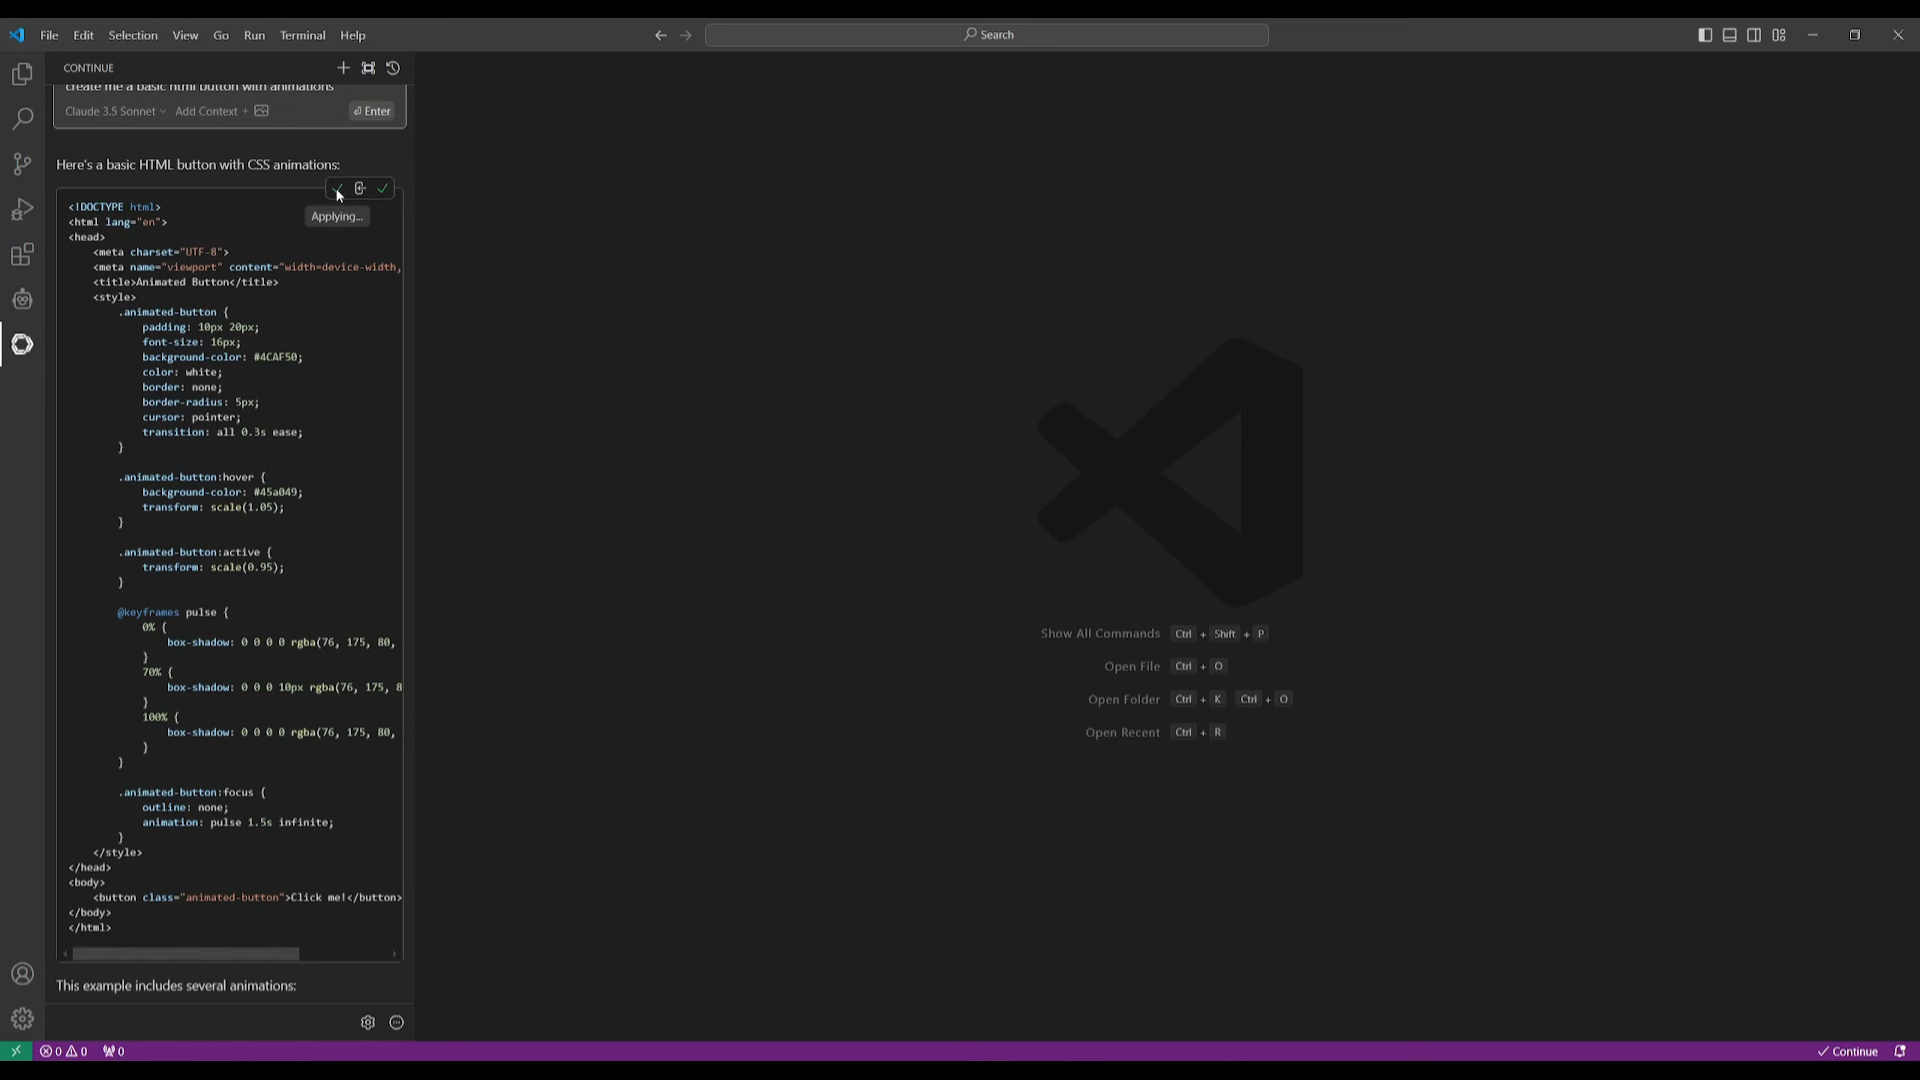 File Edit Selection View Go Run Terminal Help
Search
CONTINUE
create me a basic html button with animations
Claude 3.5 Sonnet Add Context + Enter
Here's a basic HTML button with CSS animations:
Applying...
<!DOCTYPE html>
<html lang="en">
<head>
<meta charset="UTF-8">
<meta name="viewport" content="width=device-width,
<title>Animated Button</title>
<style>
.animated-button {
padding: 10px 20px;
font-size: 16px;
background-color: #4CAF50;
color: white;
border: none;
border-radius: 5px;
cursor: pointer;
transition: all 0.3s ease;
}
.animated-button:hover {
background-color: #45a049;
transform: scale(1.05);
}
.animated-button:active {
transform: scale(0.95);
}
@keyframes pulse {
0% {
box-shadow: 0 0 0 0 rgba(76, 175, 80,
}
70% {
box-shadow: 0 0 0 10px rgba(76, 175, 8
}
100% {
box-shadow: 0 0 0 0 rgba(76, 175, 80,
}
}
.animated-button:focus {
outline: none;
animation: pulse 1.5s infinite;
}
</style>
</head>
<body>
<button class="animated-button">Click me!</button>
</body>
</html>
This example includes several animations:
Show All Commands Ctrl + Shift + P
Open File Ctrl + O
Open Folder Ctrl + K Ctrl + O
Open Recent Ctrl + R
0 0 0
Continue